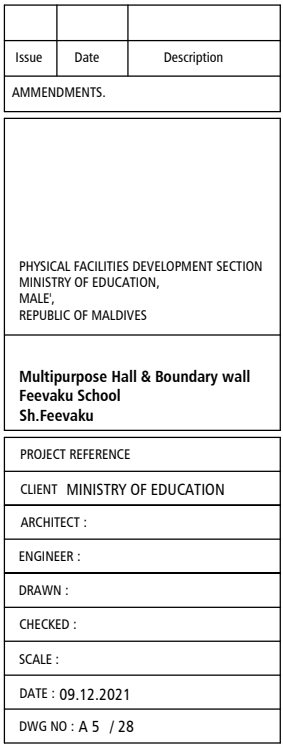 Issue Date Description
AMMENDMENTS.
PHYSICAL FACILITIES DEVELOPMENT SECTION
MINISTRY OF EDUCATION,
MALE',
REPUBLIC OF MALDIVES
Multipurpose Hall & Boundary wall
Feevaku School
Sh.Feevaku
PROJECT REFERENCE
CLIENT MINISTRY OF EDUCATION
ARCHITECT :
ENGINEER :
DRAWN :
CHECKED :
SCALE :
DATE : 09.12.2021
DWG NO : A 5 / 28